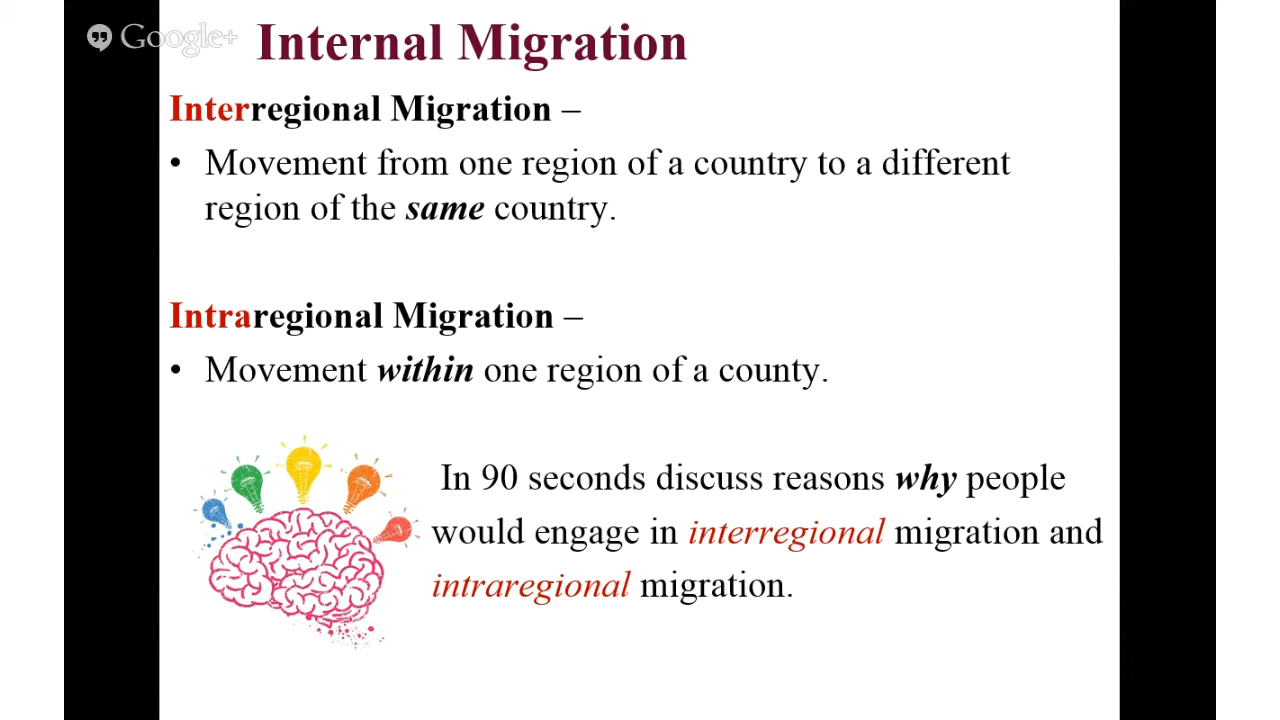 Google+
Internal Migration
Interregional Migration –
• Movement from one region of a country to a different
region of the same country.
Intraregional Migration –
• Movement within one region of a county.
In 90 seconds discuss reasons why people
would engage in interregional migration and
intraregional migration.